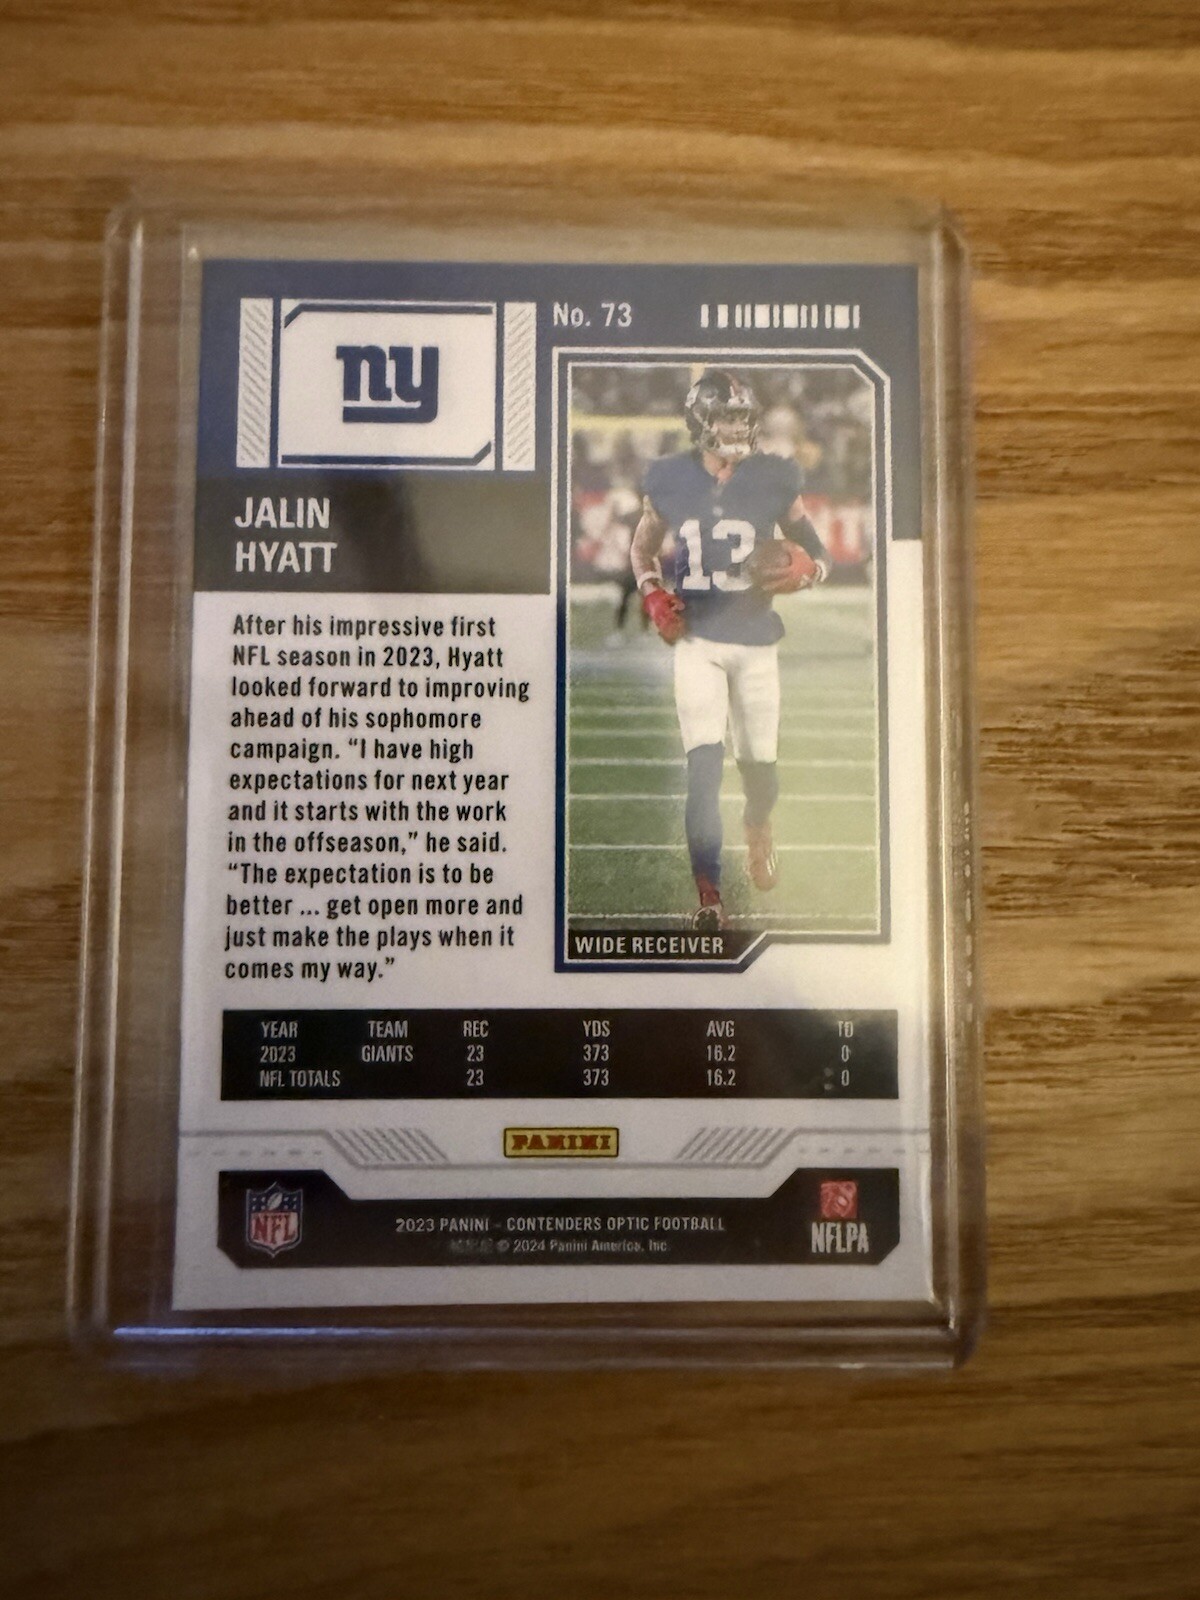 ny
No. 73
JALIN
HYATT
After his impressive first
NFL season in 2023, Hyatt
looked forward to improving
ahead of his sophomore
campaign. “I have high
expectations for next year
and it starts with the work
in the offseason,” he said.
“The expectation is to be
better ... get open more and
just make the plays when it
comes my way.”
13
WIDE RECEIVER
YEAR TEAM REC YDS AVG TD
2023 GIANTS 23 373 16.2 0
NFL TOTALS 23 373 16.2 0
PANINI
NFL
2023 PANINI - CONTENDERS OPTIC FOOTBALL
© 2024 Panini America, Inc.
NFLPA